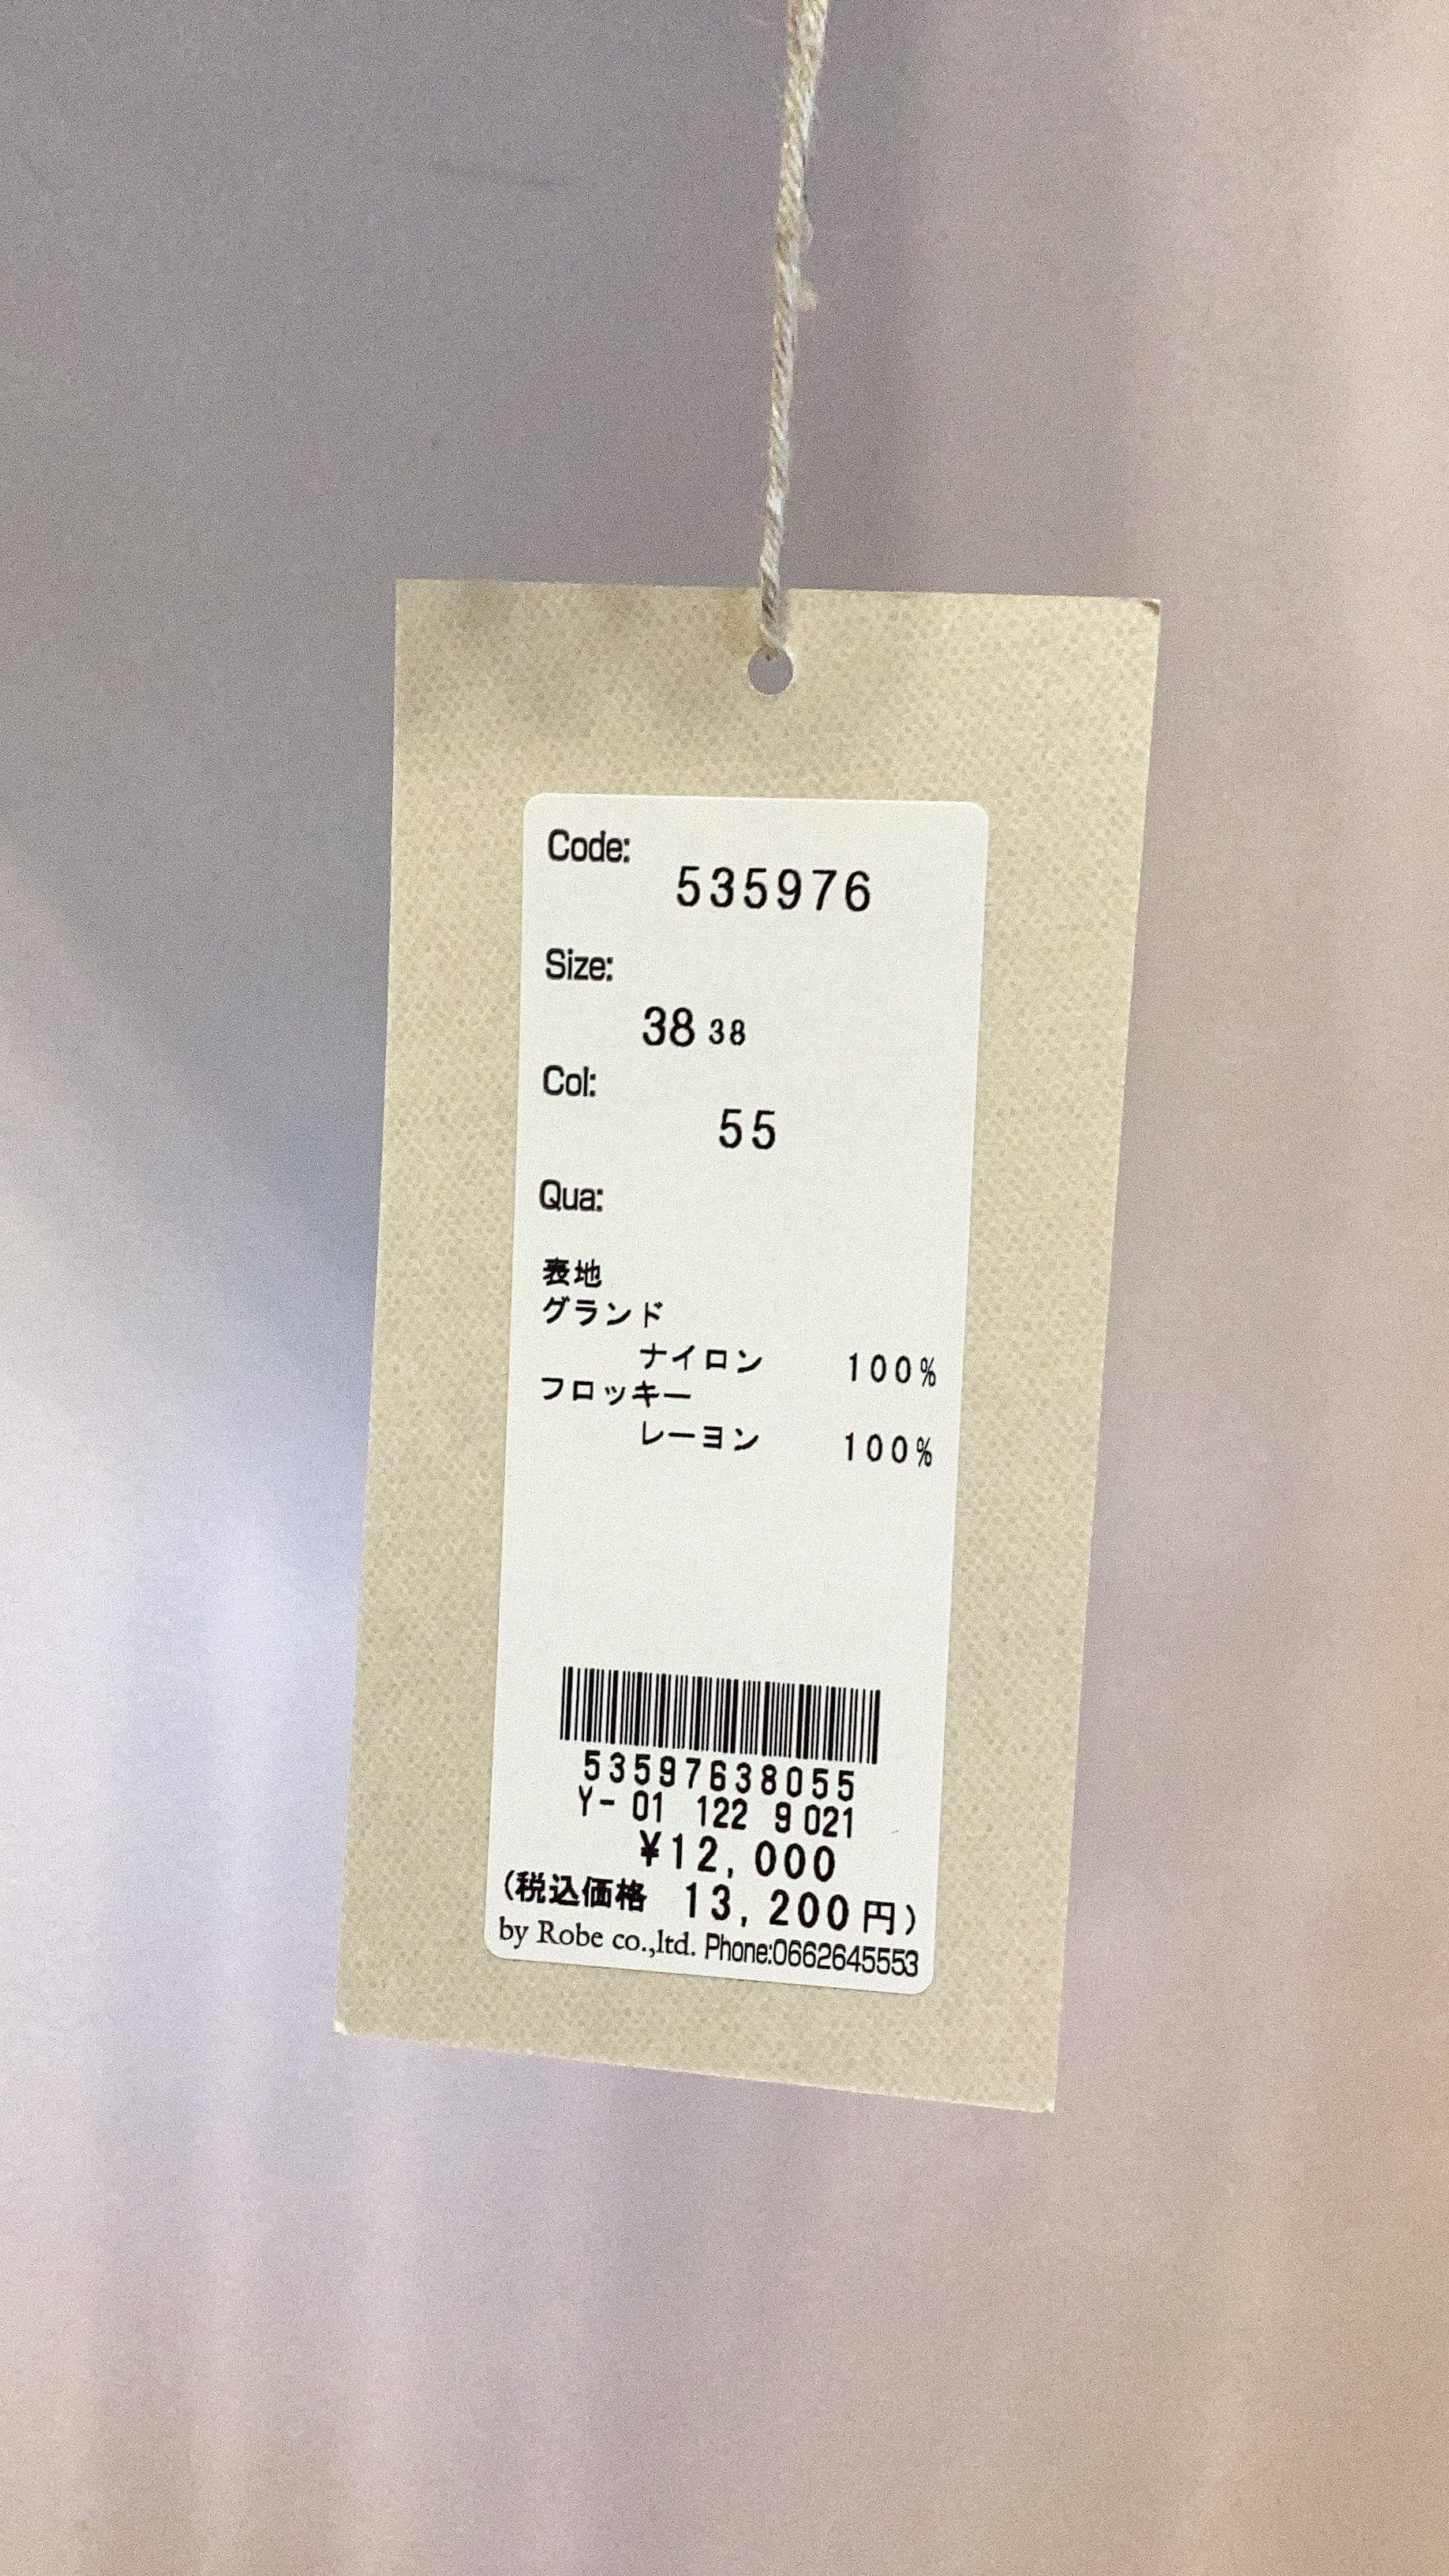 Code:
535976
Size:
38 38
Col:
55
Qua:
表地
グランド
ナイロン 100%
フロッキー
レーヨン 100%
53597638055
Y- 01 122 9 021
¥12,000
(税込価格 13,200円)
by Robe co.,ltd. Phone:0662645553